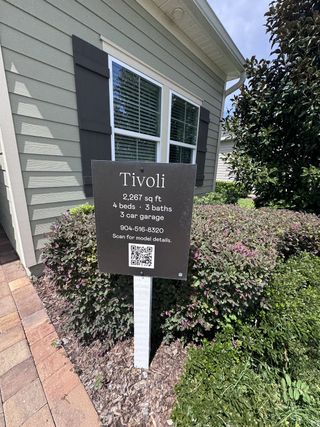 Tivoli
2,267 sq ft
4 beds · 3 baths
3 car garage
904-516-8320
Scan for model details.